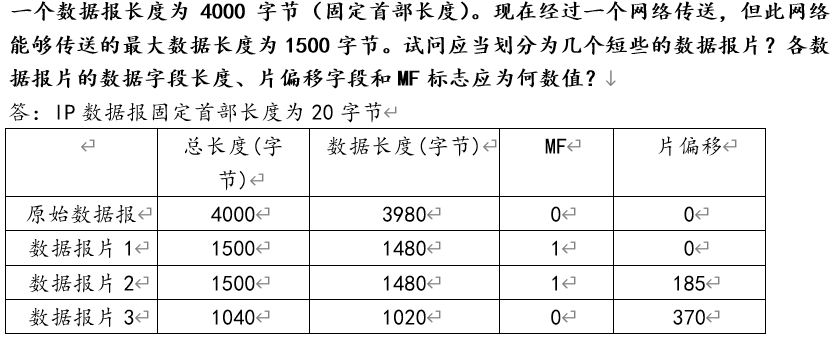 一个数据报长度为 4000 字节（固定首部长度）。现在经过一个网络传送，但此网络
能够传送的最大数据长度为 1500 字节。试问应当划分为几个短些的数据报片？各数
据报片的数据字段长度、片偏移字段和 MF 标志应为何数值？↓
答：IP 数据报固定首部长度为 20 字节↵
↵ 总长度(字 数据长度(字节)↵ MF↵ 片偏移↵
节)↵
原始数据报↵ 4000↵ 3980↵ 0↵ 0↵
数据报片 1↵ 1500↵ 1480↵ 1↵ 0↵
数据报片 2↵ 1500↵ 1480↵ 1↵ 185↵
数据报片 3↵ 1040↵ 1020↵ 0↵ 370↵